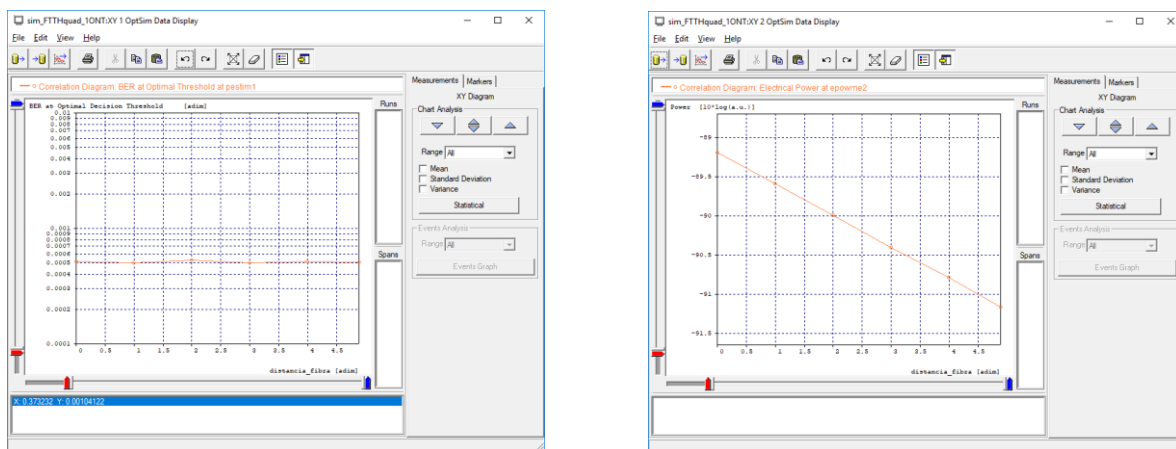 sim_FTTHquad_1ONT:XY 1 OptSim Data Display
File Edit View Help
Correlation Diagram: BER at Optimal Threshold at pestim1
BER at Optimal Decision Threshold [adim]
0.01
0.009
0.008
0.007
0.006
0.005
0.004
0.002
0.001
0.0009
0.0008
0.0007
0.0006
0.0005
0.0004
0.0002
0.0001
0 0.5 1 1.5 2 2.5 3 3.5 4 4.5
distancia_fibra [adim]
Runs
Spans
X: 0.373232 Y: 0.00104122
Measurements Markers
XY Diagram
Chart Analysis
Range All
Mean
Standard Deviation
Variance
Statistical
Events Analysis
Range All
Events Graph
sim_FTTHquad_1ONT:XY 2 OptSim Data Display
File Edit View Help
Correlation Diagram: Electrical Power at epowme2
Power [10*log(a.u.)]
-89
-89.5
-90
-90.5
-91
-91.5
0 0.5 1 1.5 2 2.5 3 3.5 4 4.5
distancia_fibra [adim]
Runs
Spans
Measurements Markers
XY Diagram
Chart Analysis
Range All
Mean
Standard Deviation
Variance
Statistical
Events Analysis
Range All
Events Graph